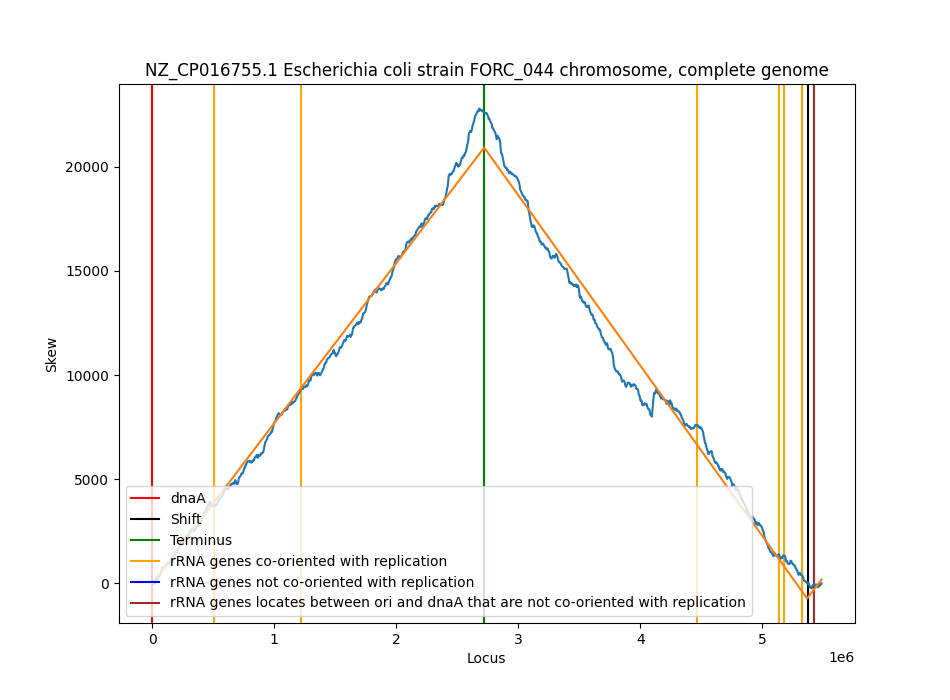 NZ_CP016755.1 Escherichia coli strain FORC_044 chromosome, complete genome
20000
15000
10000
5000
0
Skew
dnaA
Shift
Terminus
rRNA genes co-oriented with replication
rRNA genes not co-oriented with replication
rRNA genes locates between ori and dnaA that are not co-oriented with replication
0 1 2 3 4 5
1e6
Locus